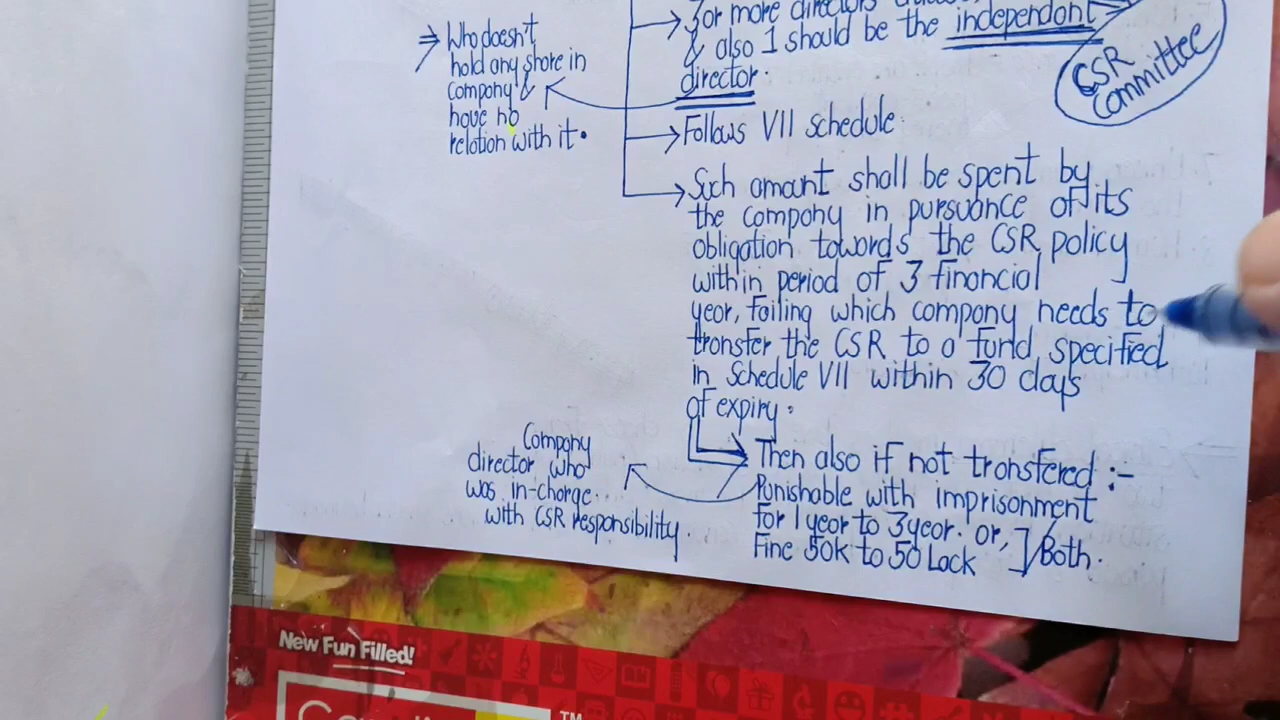 3 or more directors
& also 1 should be the independent
director.
⇒ Who doesn't
hold any share in
company &
have no
relation with it.
CSR
committee
Follows VII schedule.
Such amount shall be spent by
the company in pursuance of its
obligation towards the CSR policy
within period of 3 financial
year, failing which company needs to
transfer the CSR to a fund specified
in Schedule VII within 30 days
of expiry.
Then also if not transfered :-
Punishable with imprisonment
for 1 year to 3 year. or,
Fine 50k to 50 Lack
Both.
Company
director who
was in-charge
with CSR responsibility
New Fun Filled!
TM